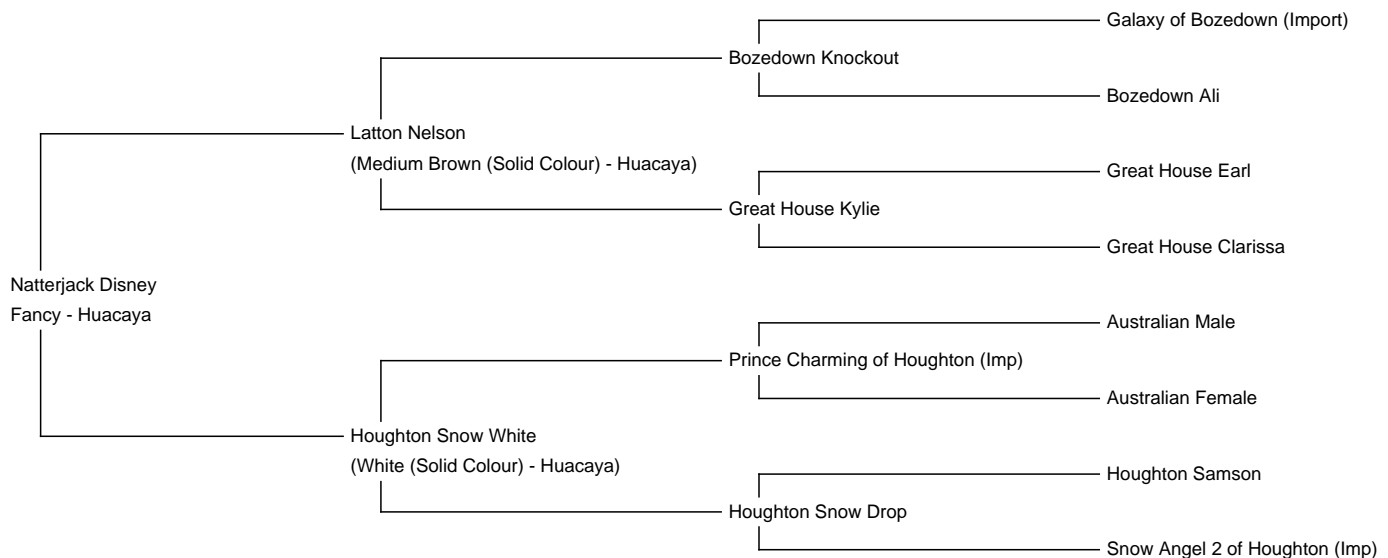 Galaxy of Bozedown (Import)
Bozedown Knockout
Bozedown Ali
Latton Nelson
(Medium Brown (Solid Colour) - Huacaya)
Great House Earl
Great House Kylie
Great House Clarissa
Natterjack Disney
Fancy - Huacaya
Australian Male
Prince Charming of Houghton (Imp)
Australian Female
Houghton Snow White
(White (Solid Colour) - Huacaya)
Houghton Samson
Houghton Snow Drop
Snow Angel 2 of Houghton (Imp)